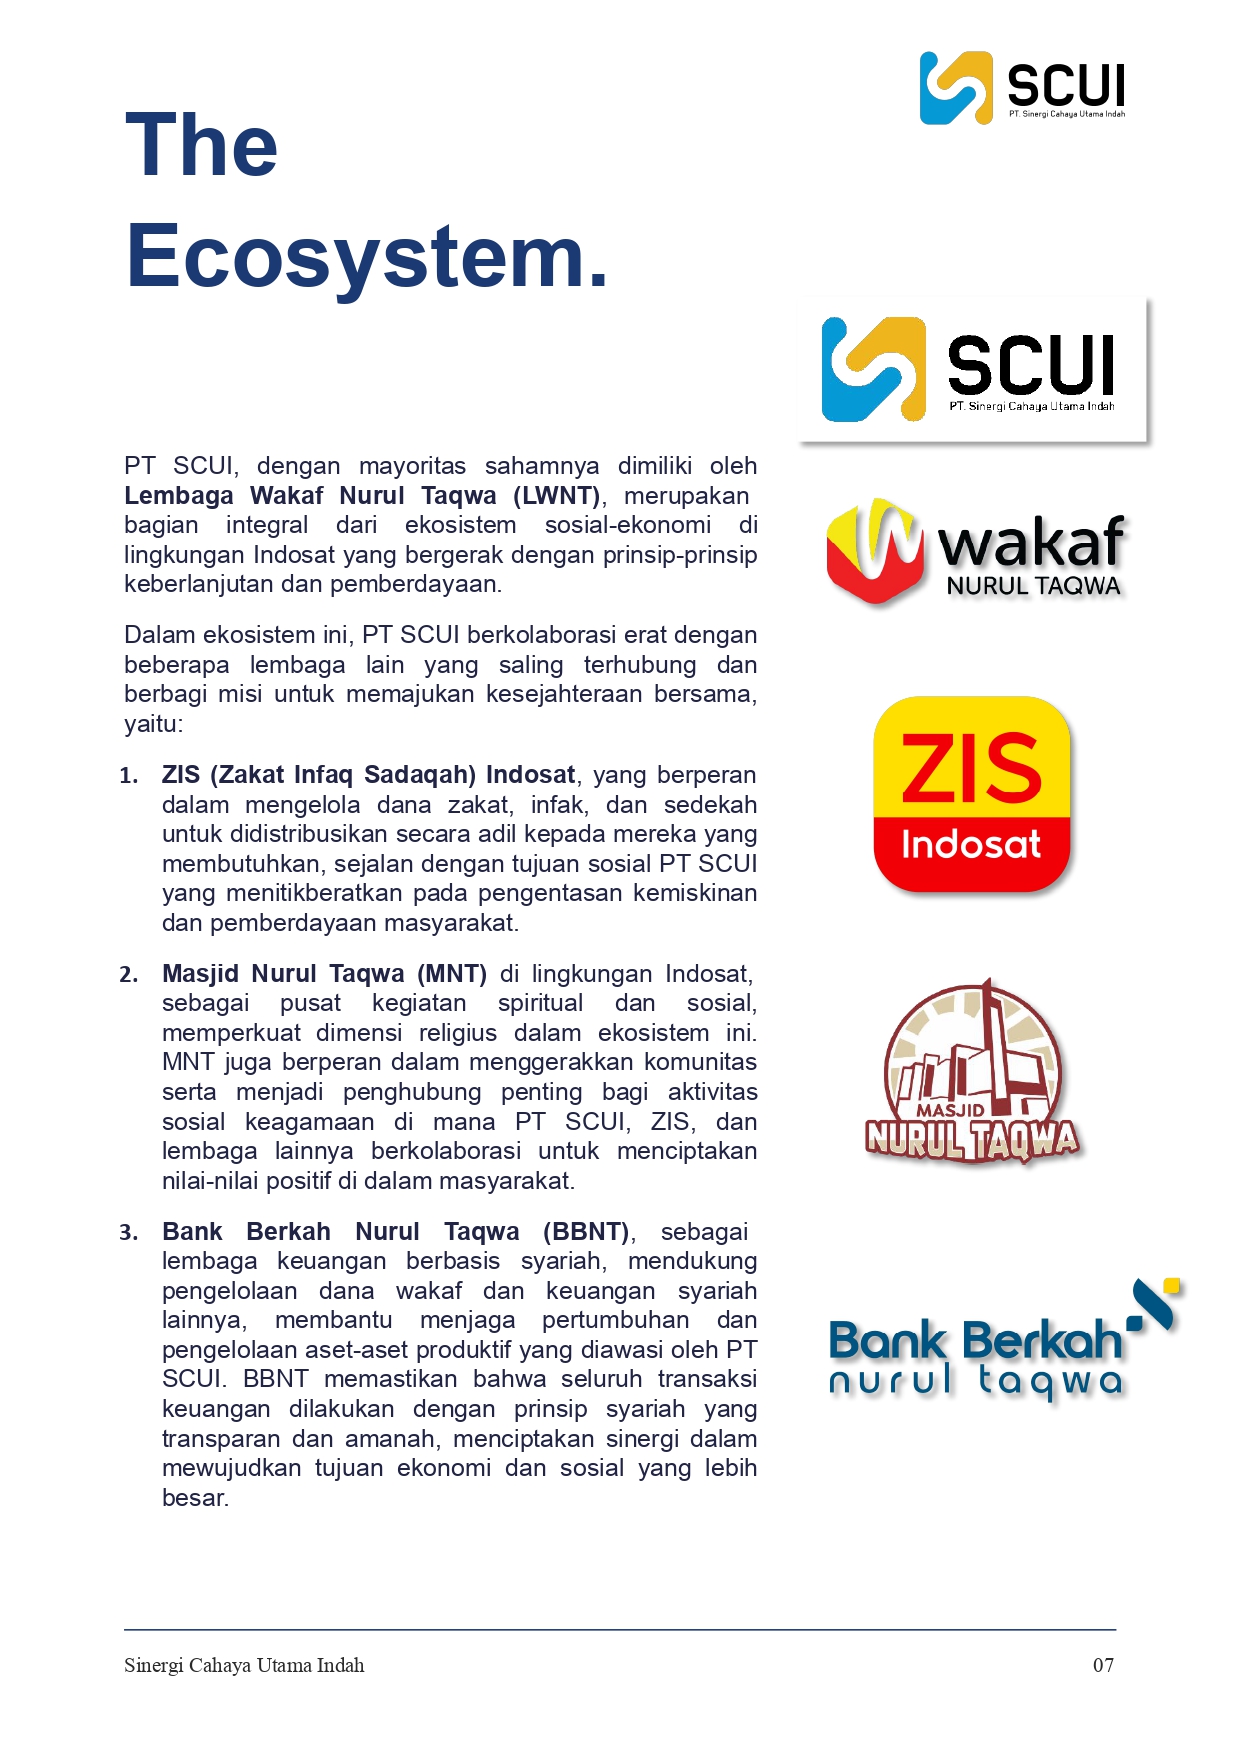 SCUI
PT. Sinergi Cahaya Utama Indah
The
Ecosystem.
SCUI
PT. Sinergi Cahaya Utama Indah
PT SCUI, dengan mayoritas sahamnya dimiliki oleh
Lembaga Wakaf Nurul Taqwa (LWNT), merupakan
bagian integral dari ekosistem sosial-ekonomi di
lingkungan Indosat yang bergerak dengan prinsip-prinsip
keberlanjutan dan pemberdayaan.
wakaf
NURUL TAQWA
Dalam ekosistem ini, PT SCUI berkolaborasi erat dengan
beberapa lembaga lain yang saling terhubung dan
berbagi misi untuk memajukan kesejahteraan bersama,
yaitu:
1. ZIS (Zakat Infaq Sadaqah) Indosat, yang berperan
dalam mengelola dana zakat, infak, dan sedekah
untuk didistribusikan secara adil kepada mereka yang
membutuhkan, sejalan dengan tujuan sosial PT SCUI
yang menitikberatkan pada pengentasan kemiskinan
dan pemberdayaan masyarakat.
ZIS
Indosat
2. Masjid Nurul Taqwa (MNT) di lingkungan Indosat,
sebagai pusat kegiatan spiritual dan sosial,
memperkuat dimensi religius dalam ekosistem ini.
MNT juga berperan dalam menggerakkan komunitas
serta menjadi penghubung penting bagi aktivitas
sosial keagamaan di mana PT SCUI, ZIS, dan
lembaga lainnya berkolaborasi untuk menciptakan
nilai-nilai positif di dalam masyarakat.
MASJID
NURUL TAQWA
3. Bank Berkah Nurul Taqwa (BBNT), sebagai
lembaga keuangan berbasis syariah, mendukung
pengelolaan dana wakaf dan keuangan syariah
lainnya, membantu menjaga pertumbuhan dan
pengelolaan aset-aset produktif yang diawasi oleh PT
SCUI. BBNT memastikan bahwa seluruh transaksi
keuangan dilakukan dengan prinsip syariah yang
transparan dan amanah, menciptakan sinergi dalam
mewujudkan tujuan ekonomi dan sosial yang lebih
besar.
Bank Berkah
nurul taqwa
Sinergi Cahaya Utama Indah
07